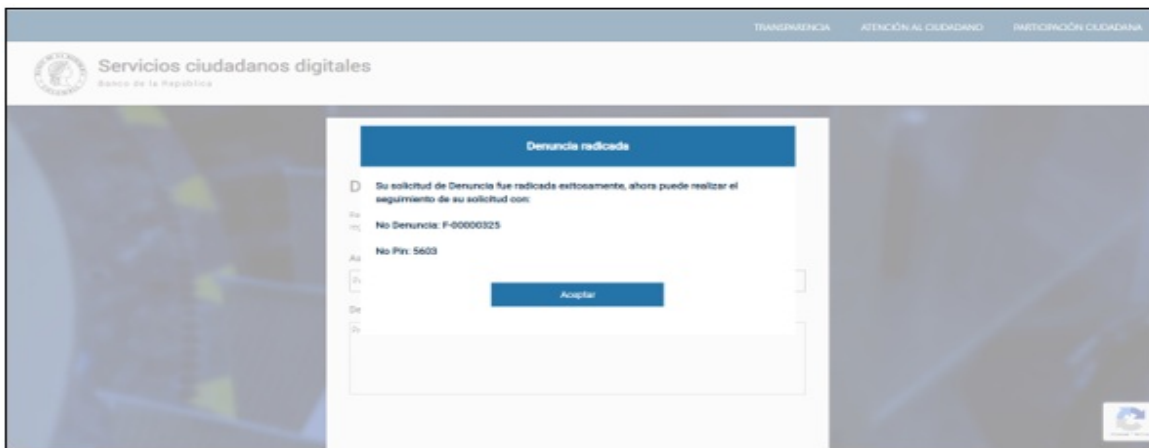 TRANSPARENCIA ATENCIÓN AL CIUDADANO PARTICIPACIÓN CIUDADANA
Servicios ciudadanos digitales
Banco de la República
Denuncia radicada
D
Su solicitud de Denuncia fue radicada exitosamente, ahora puede realizar el
seguimiento de su solicitud con:
No Denuncia: F-00000325
No Pin: 5603
Aceptar
De